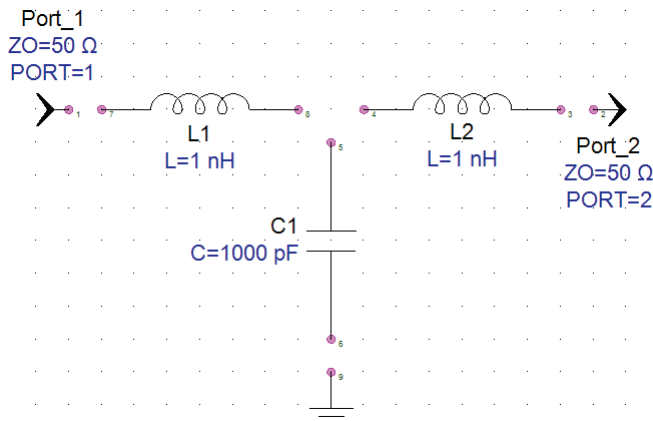 Port_1
ZO=50 Ω
PORT=1
1
7
8
4
3
2
L1
L=1 nH
L2
L=1 nH
5
Port_2
ZO=50 Ω
PORT=2
C1
C=1000 pF
6
9